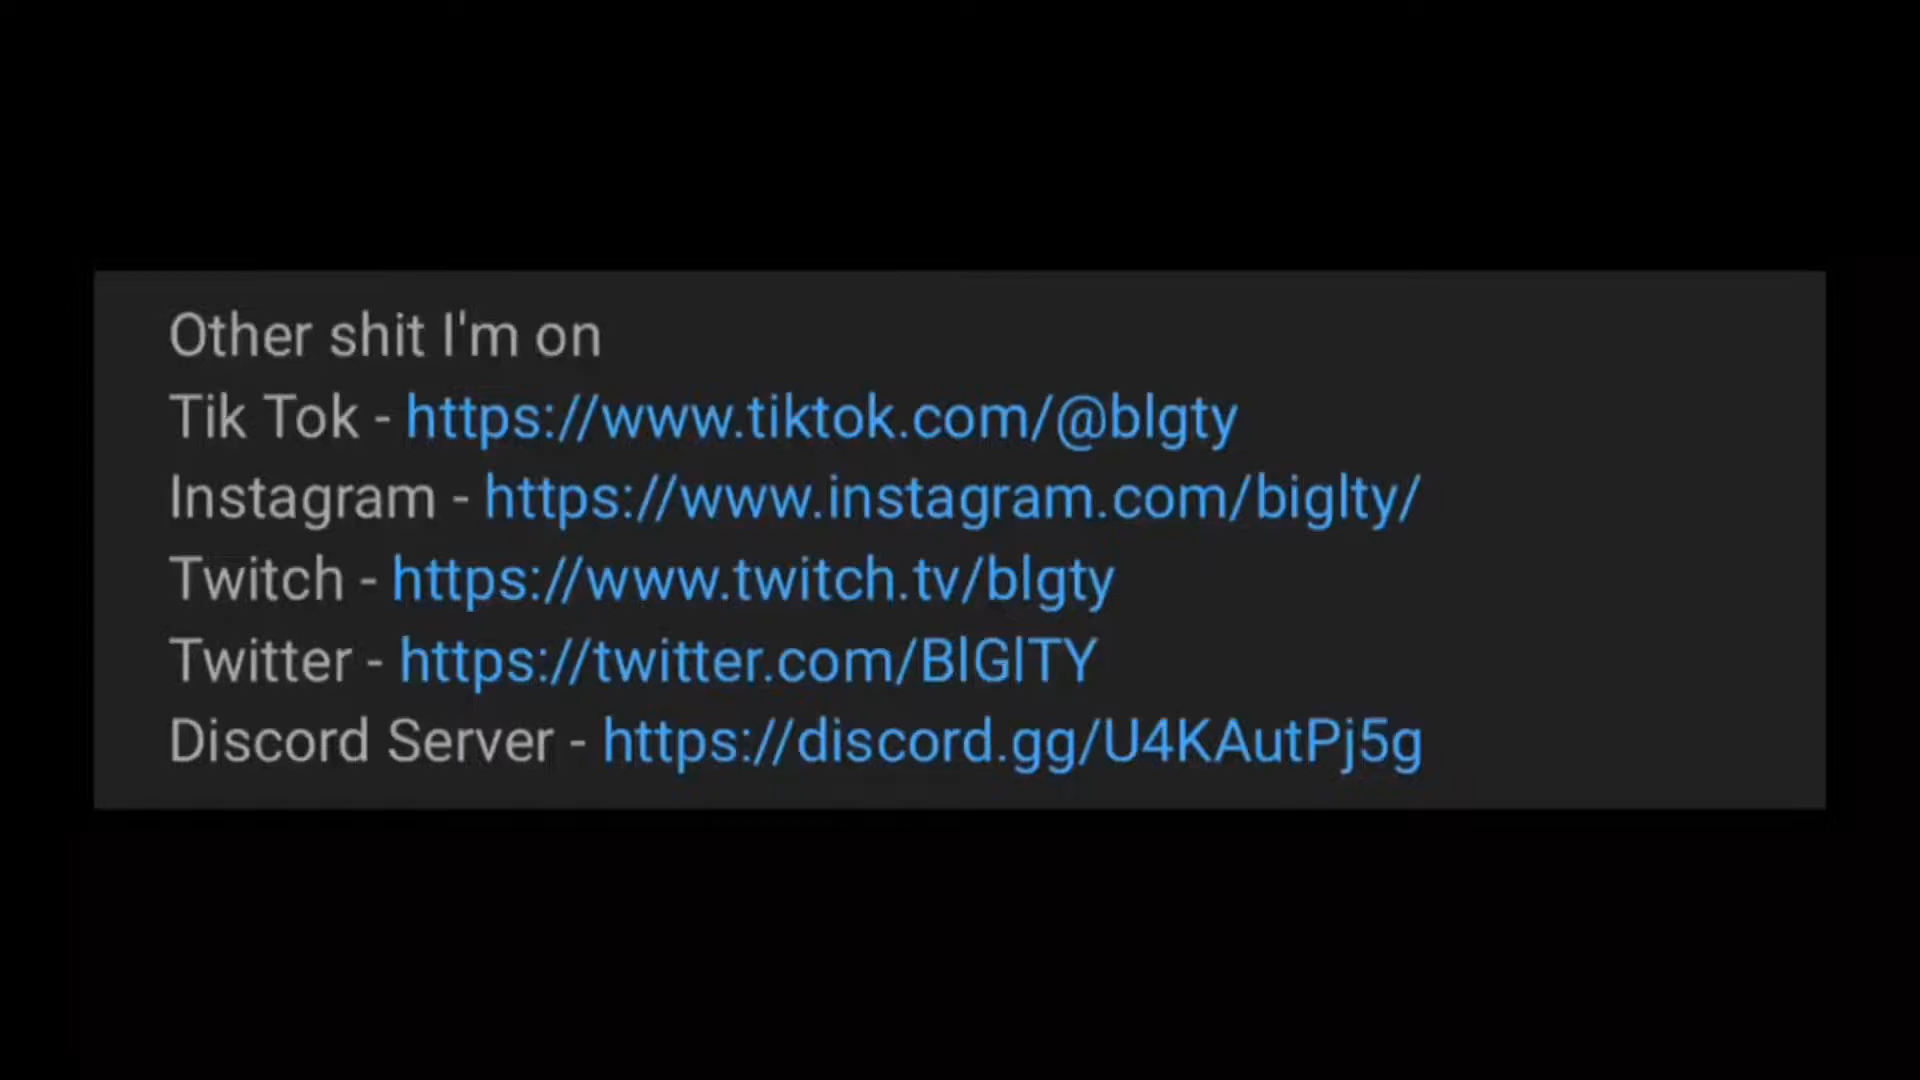 Other shit I'm on
Tik Tok - https://www.tiktok.com/@blgty
Instagram - https://www.instagram.com/biglty/
Twitch - https://www.twitch.tv/blgty
Twitter - https://twitter.com/BlGlTY
Discord Server - https://discord.gg/U4KAutPj5g